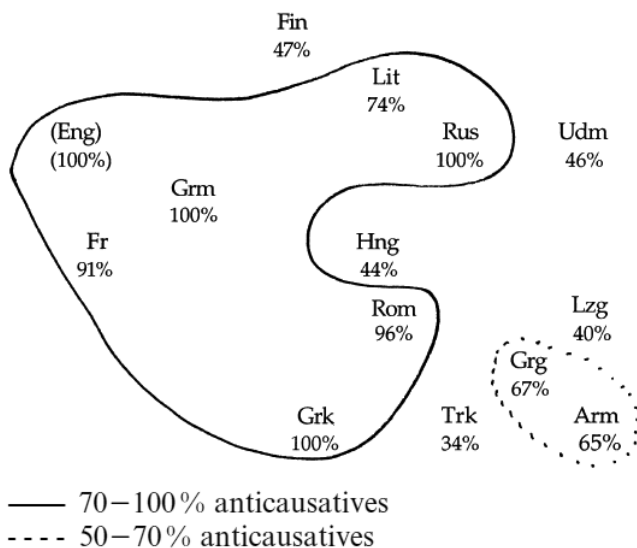 Fin
47%
Lit
74%
(Eng)
(100%)
Rus
100%
Udm
46%
Grm
100%
Fr
91%
Hng
44%
Rom
96%
Lzg
40%
Grg
67%
Grk
100%
Trk
34%
Arm
65%
70–100% anticausatives
50–70% anticausatives